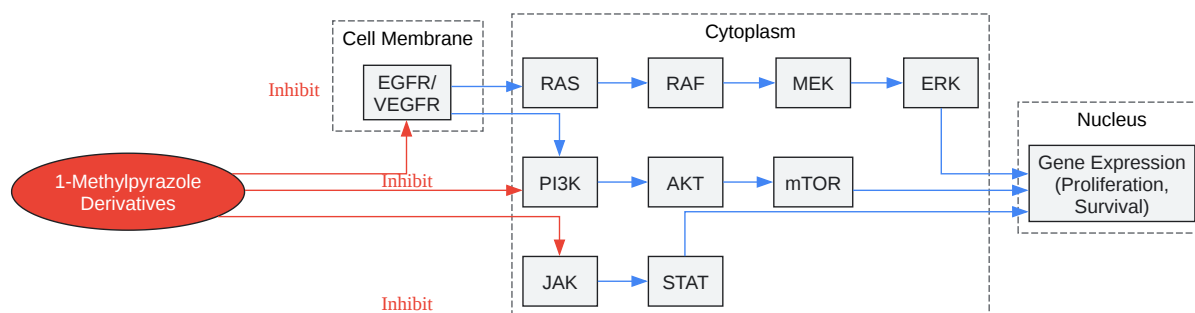 Cell Membrane
Cytoplasm
Inhibit
EGFR/
VEGFR
RAS
RAF
MEK
ERK
Nucleus
1-Methylpyrazole
Derivatives
Inhibit
PI3K
AKT
mTOR
Gene Expression
(Proliferation,
Survival)
JAK
STAT
Inhibit